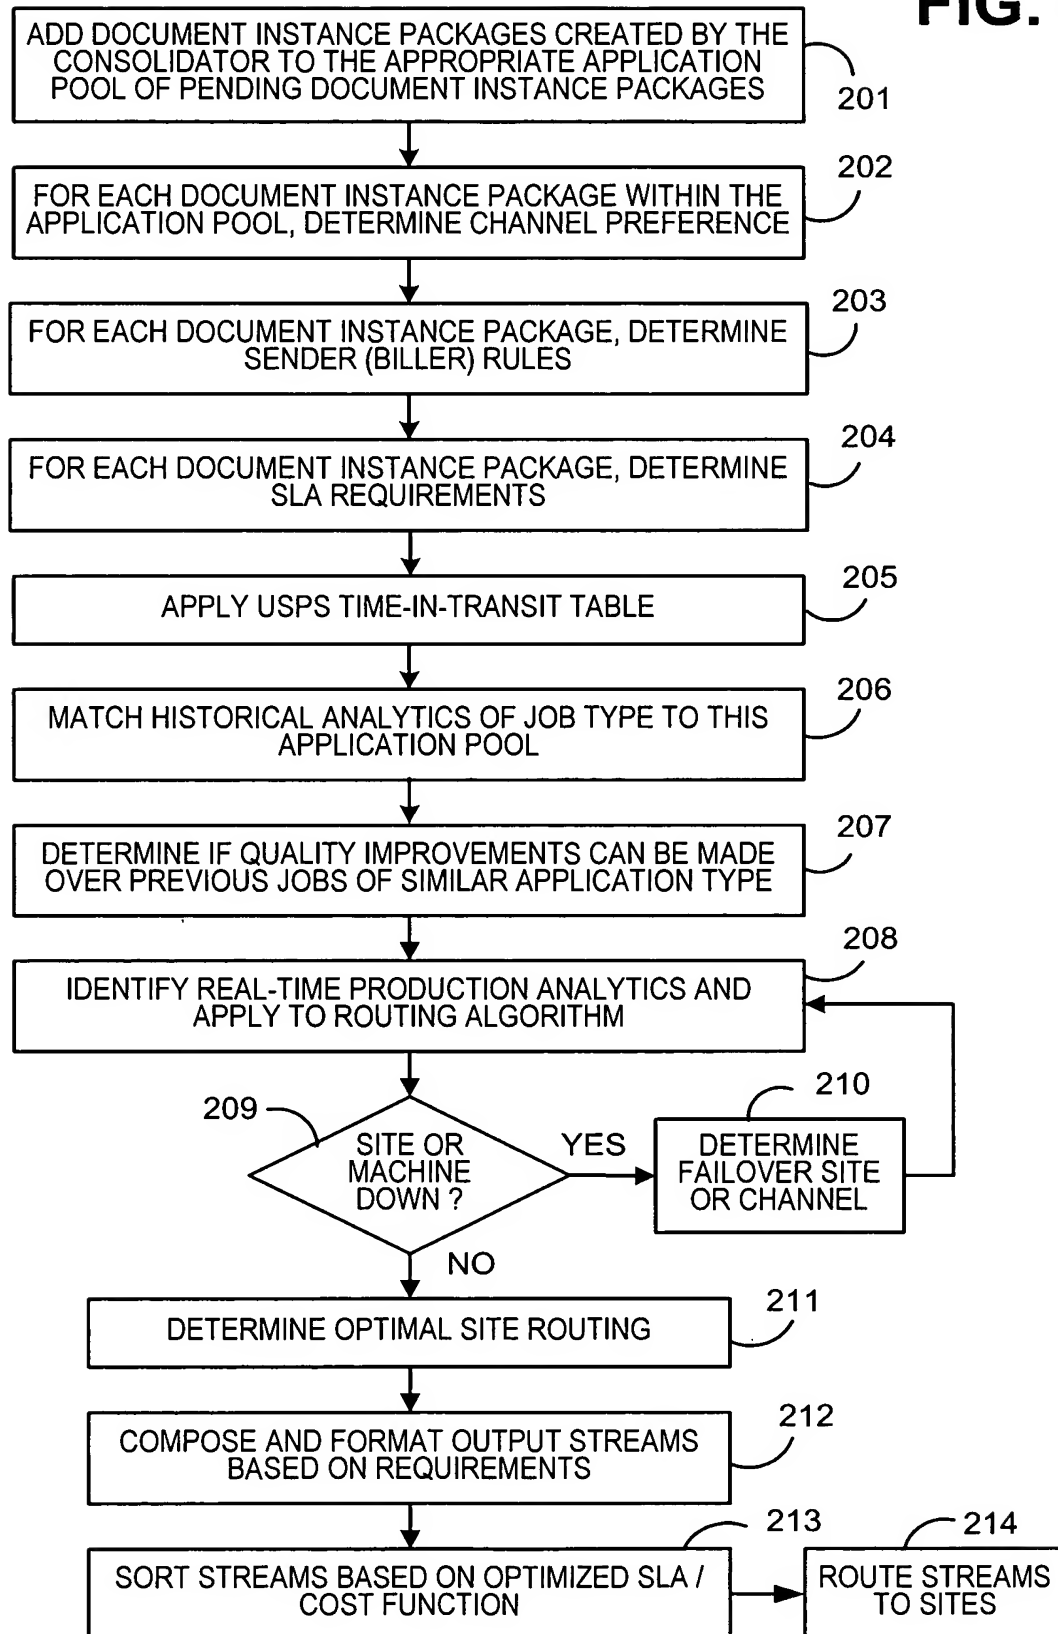 FIG.
ADD DOCUMENT INSTANCE PACKAGES CREATED BY THE
CONSOLIDATOR TO THE APPROPRIATE APPLICATION
POOL OF PENDING DOCUMENT INSTANCE PACKAGES
201
202
FOR EACH DOCUMENT INSTANCE PACKAGE WITHIN THE
APPLICATION POOL, DETERMINE CHANNEL PREFERENCE
203
FOR EACH DOCUMENT INSTANCE PACKAGE, DETERMINE
SENDER (BILLER) RULES
204
FOR EACH DOCUMENT INSTANCE PACKAGE, DETERMINE
SLA REQUIREMENTS
205
APPLY USPS TIME-IN-TRANSIT TABLE
206
MATCH HISTORICAL ANALYTICS OF JOB TYPE TO THIS
APPLICATION POOL
207
DETERMINE IF QUALITY IMPROVEMENTS CAN BE MADE
OVER PREVIOUS JOBS OF SIMILAR APPLICATION TYPE
208
IDENTIFY REAL-TIME PRODUCTION ANALYTICS AND
APPLY TO ROUTING ALGORITHM
209
SITE OR
MACHINE
DOWN ?
YES
210
DETERMINE
FAILOVER SITE
OR CHANNEL
NO
211
DETERMINE OPTIMAL SITE ROUTING
212
COMPOSE AND FORMAT OUTPUT STREAMS
BASED ON REQUIREMENTS
213
SORT STREAMS BASED ON OPTIMIZED SLA /
COST FUNCTION
214
ROUTE STREAMS
TO SITES